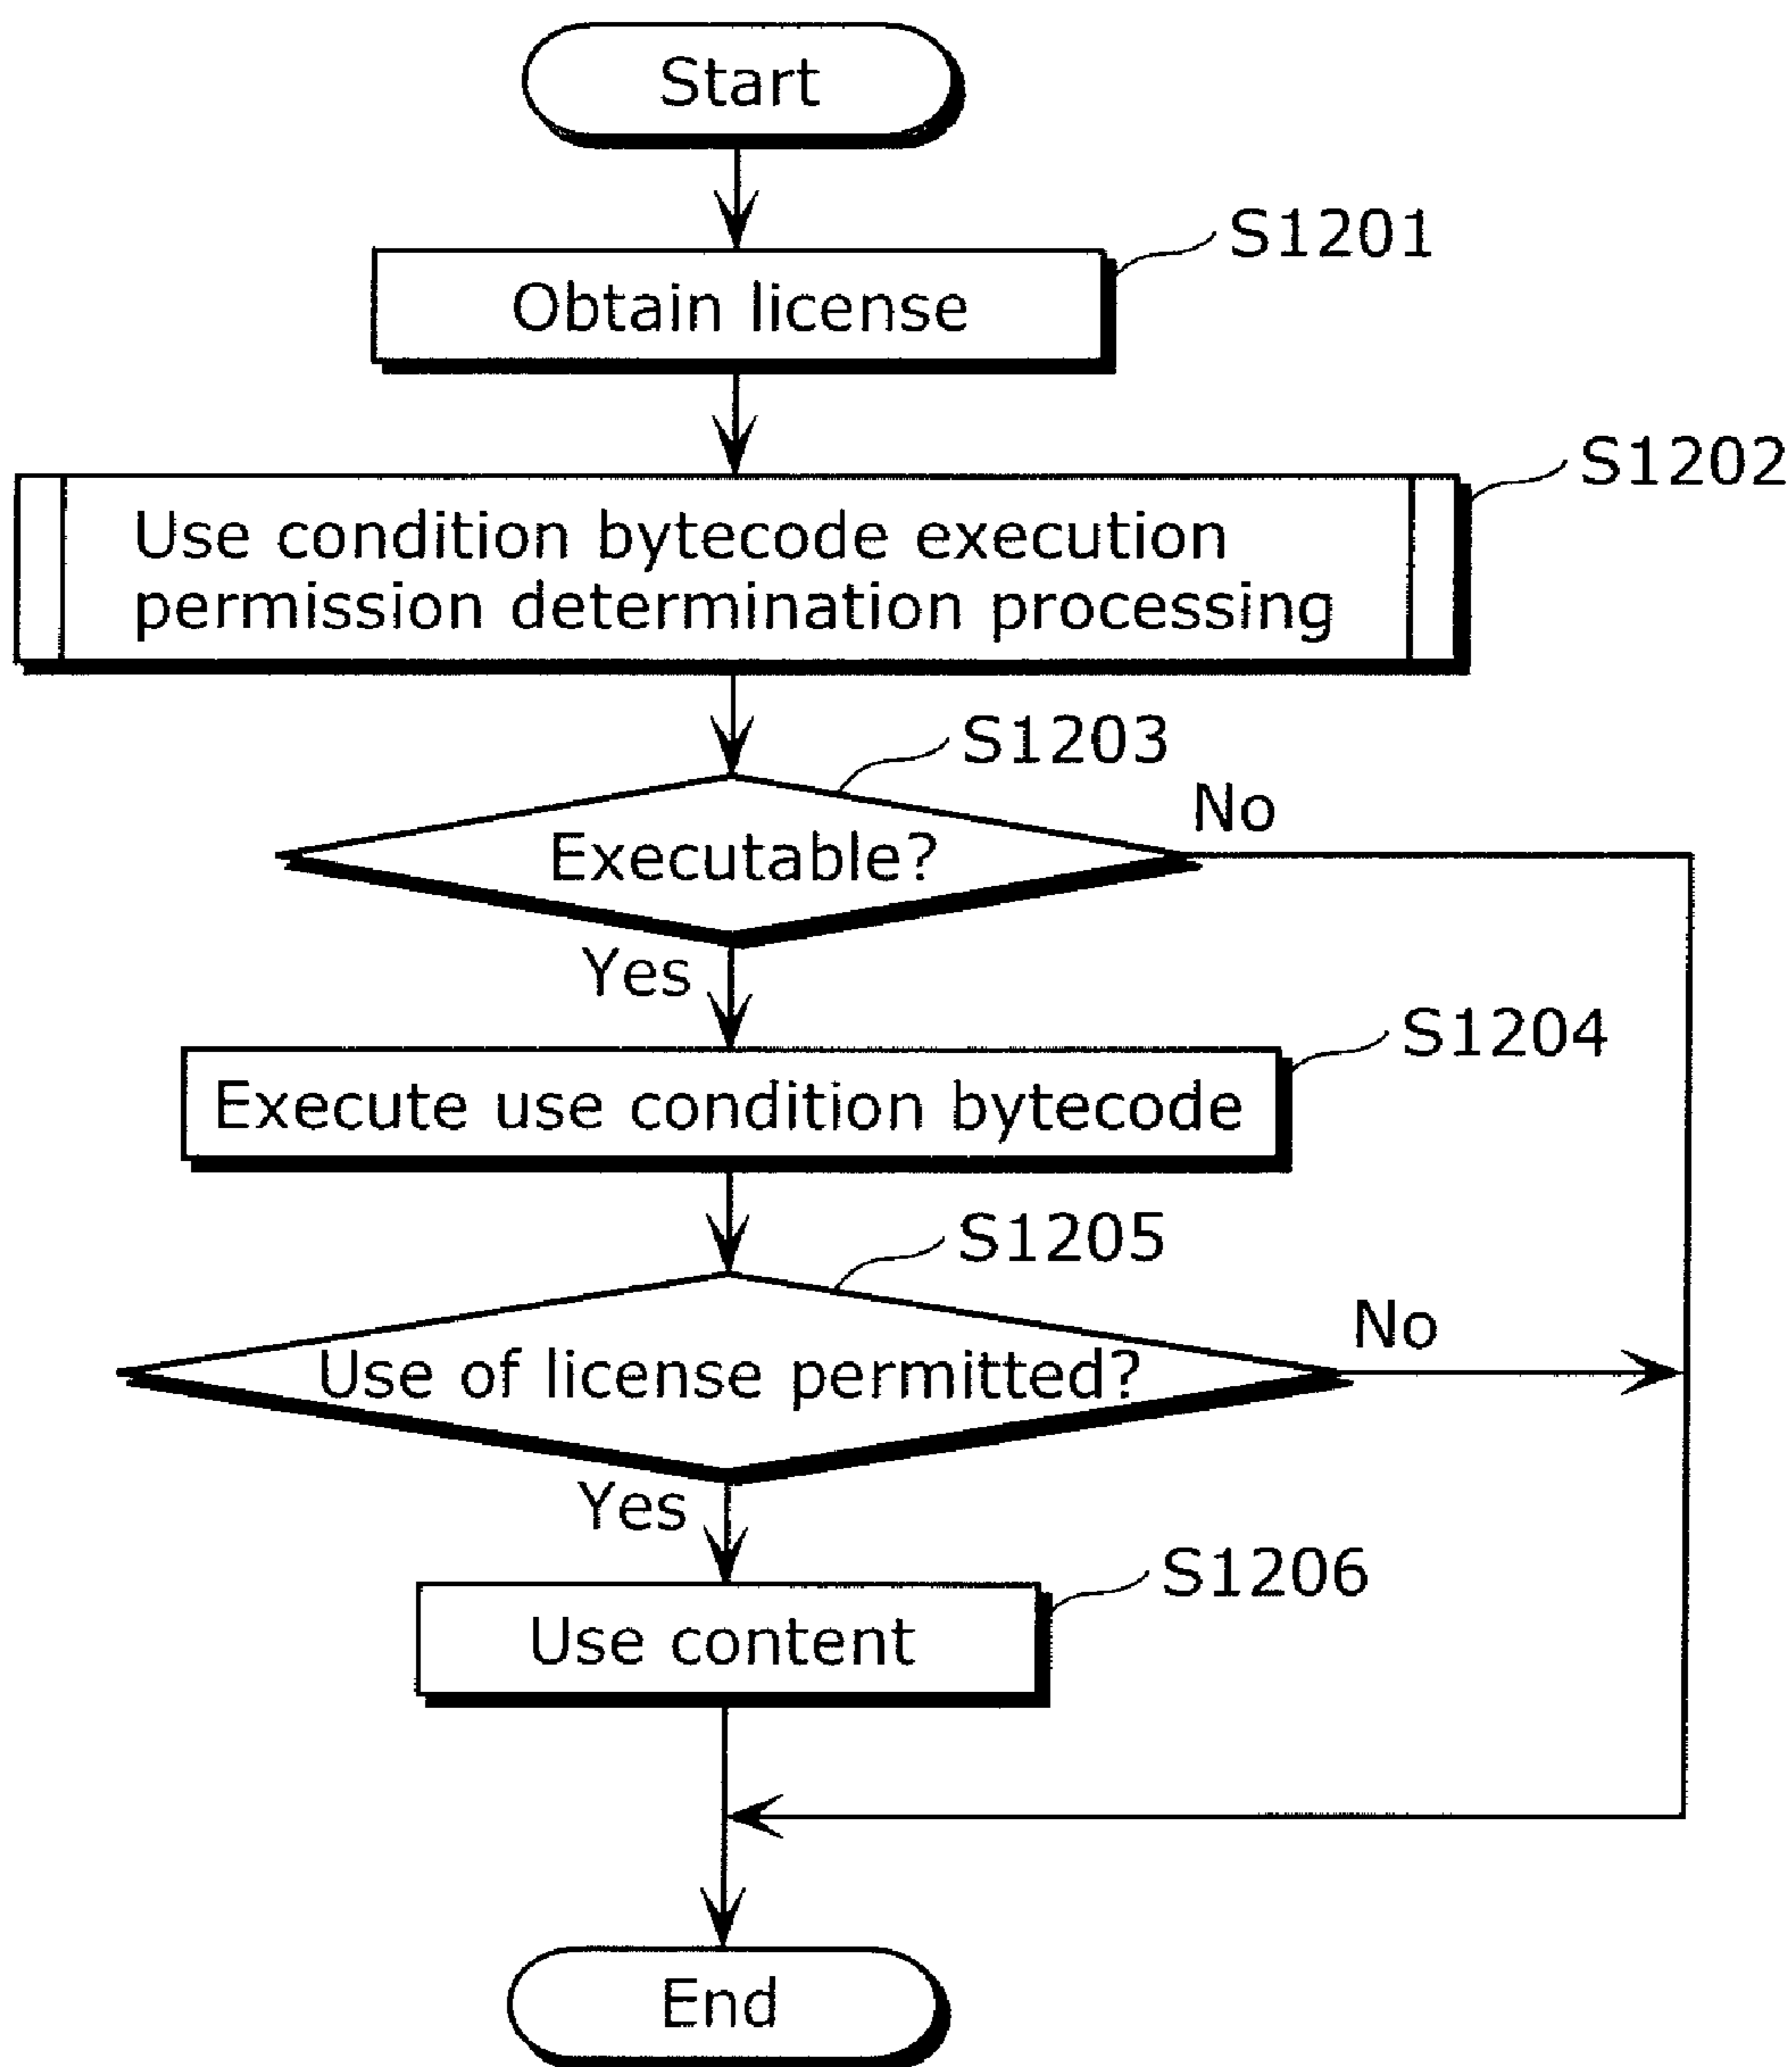 Start
S1201
Obtain license
S1202
Use condition bytecode execution
permission determination processing
S1203
No
Executable?
Yes
S1204
Execute use condition bytecode
S1205
No
Use of license permitted?
Yes
S1206
Use content
End